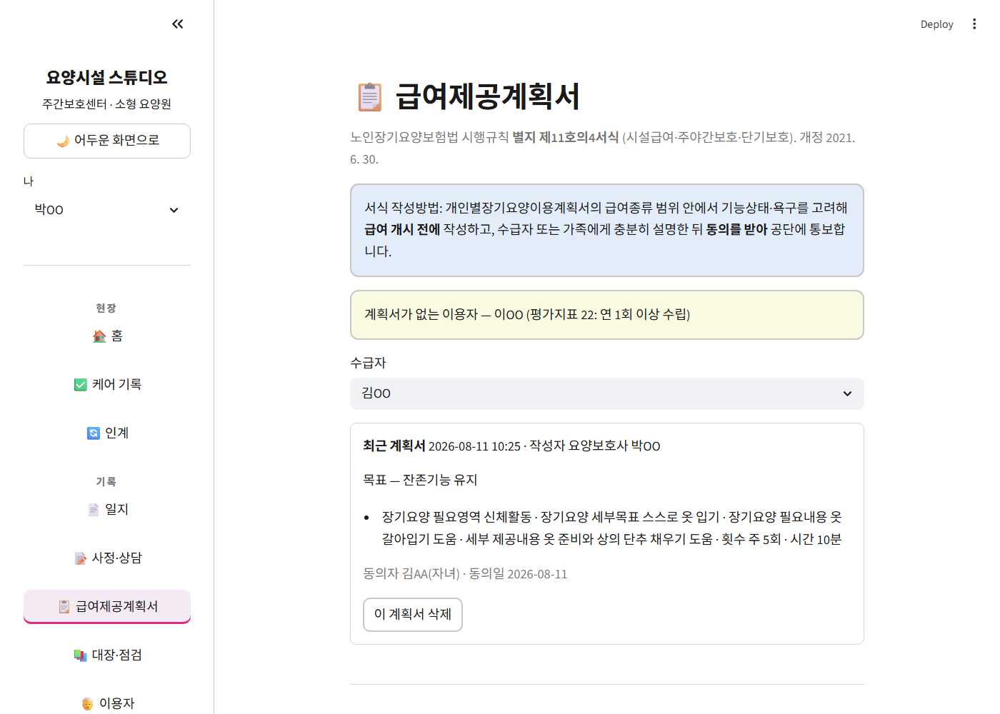 Deploy
요양시설 스튜디오
주간보호센터 · 소형 요양원
🌙 어두운 화면으로
나
박OO
현장
🏠 홈
✅ 케어 기록
🔄 인계
기록
📄 일지
📝 사정·상담
📋 급여제공계획서
📚 대장·점검
🧓 이용자
📋 급여제공계획서
노인장기요양보험법 시행규칙 별지 제11호의4서식 (시설급여·주야간보호·단기보호). 개정 2021.
6. 30.
서식 작성방법: 개인별장기요양이용계획서의 급여종류 범위 안에서 기능상태·욕구를 고려해
급여 개시 전에 작성하고, 수급자 또는 가족에게 충분히 설명한 뒤 동의를 받아 공단에 통보합
니다.
계획서가 없는 이용자 — 이OO (평가지표 22: 연 1회 이상 수립)
수급자
김OO
최근 계획서 2026-08-11 10:25 · 작성자 요양보호사 박OO
목표 — 잔존기능 유지
• 장기요양 필요영역 신체활동 · 장기요양 세부목표 스스로 옷 입기 · 장기요양 필요내용 옷
갈아입기 도움 · 세부 제공내용 옷 준비와 상의 단추 채우기 도움 · 횟수 주 5회 · 시간 10분
동의자 김AA(자녀) · 동의일 2026-08-11
이 계획서 삭제